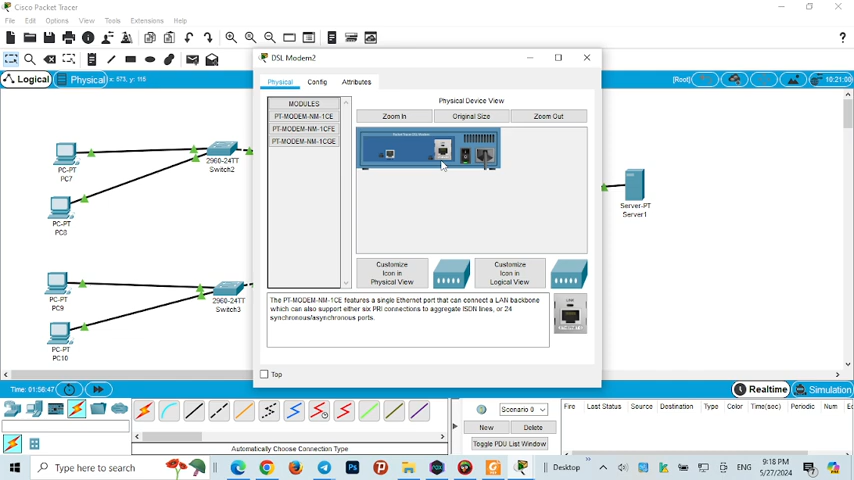 Cisco Packet Tracer
File Edit Options View Tools Extensions Help
Logical Physical x: 573, y: 115 [Root] 10:21:00
DSL Modem2
Physical Config Attributes
MODULES
PT-MODEM-NM-1CE
PT-MODEM-NM-1CFE
PT-MODEM-NM-1CGE
Physical Device View
Zoom In Original Size Zoom Out
Customize
Icon in
Physical View
Customize
Icon in
Logical View
The PT-MODEM-NM-1CE features a single Ethernet port that can connect a LAN backbone
which can also support either six PRI connections to aggregate ISDN lines, or 24
synchronous/asynchronous ports.
Top
PC-PT
PC7
PC-PT
PC8
2960-24TT
Switch2
PC-PT
PC9
PC-PT
PC10
2960-24TT
Switch3
Server-PT
Server1
Time: 01:56:47 Realtime Simulation
Automatically Choose Connection Type
Scenario 0
New Delete
Toggle PDU List Window
Fire Last Status Source Destination Type Color Time(sec) Periodic Num
Type here to search
Desktop
ENG
9:18 PM
5/27/2024